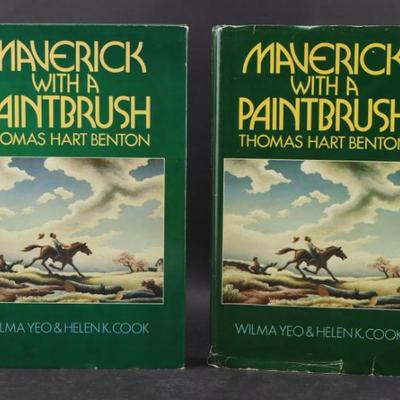 MAVERICK
WITH A
PAINTBRUSH
THOMAS HART BENTON
WILMA YEO & HELEN K. COOK
MAVERICK
WITH A
PAINTBRUSH
THOMAS HART BENTON
WILMA YEO & HELEN K. COOK